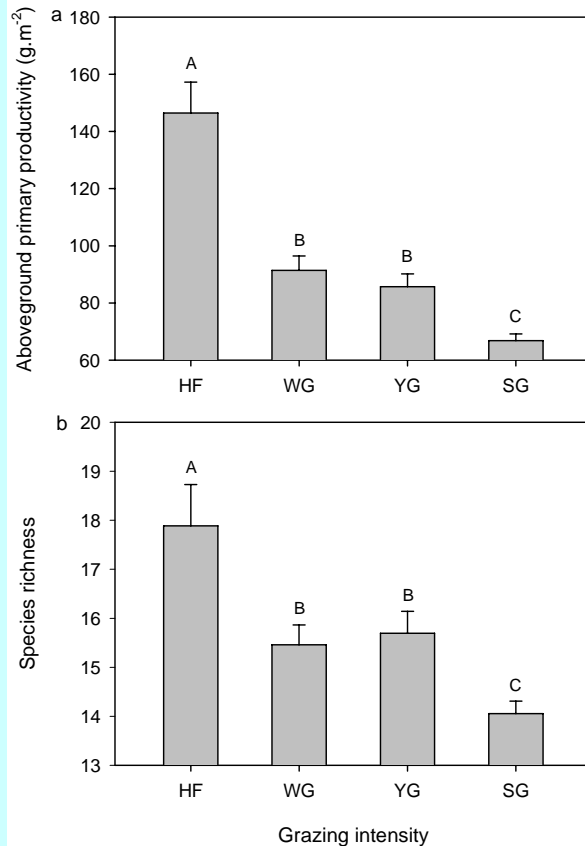 a
Aboveground primary productivity (g.m-2)
180
160
140
120
100
80
60
A
B
B
C
HF WG YG SG
b
Species richness
20
19
18
17
16
15
14
13
A
B
B
C
HF WG YG SG
Grazing intensity